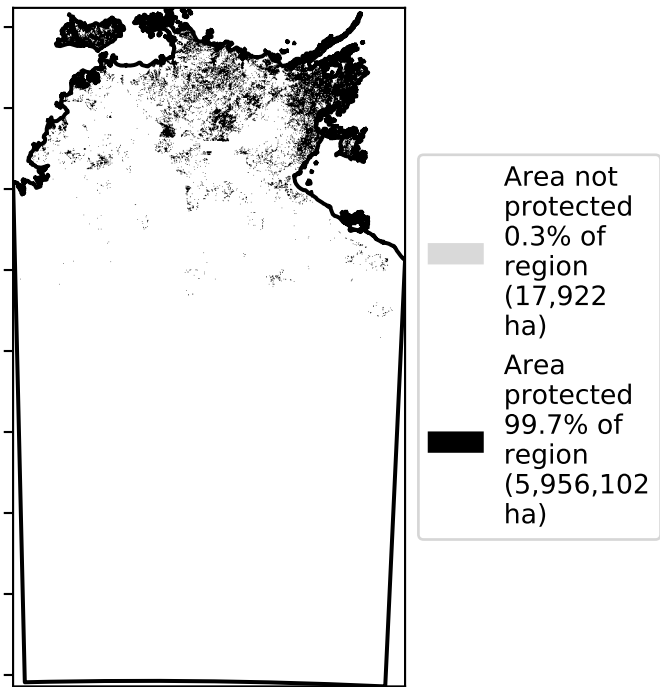 Area not
protected
0.3% of
region
(17,922
ha)
Area
protected
99.7% of
region
(5,956,102
ha)